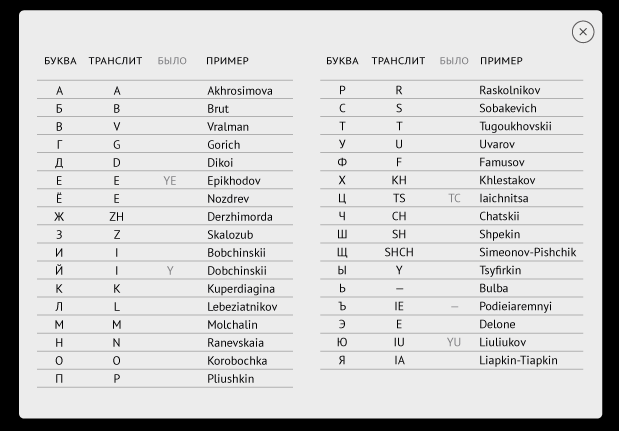 БУКВА ТРАНСЛИТ БЫЛО ПРИМЕР
А A Akhrosimova
Б B Brut
В V Vralman
Г G Gorich
Д D Dikoi
Е E YE Epikhodov
Ё E Nozdrev
Ж ZH Derzhimorda
З Z Skalozub
И I Bobchinskii
Й I Y Dobchinskii
К K Kuperdiagina
Л L Lebeziatnikov
М M Molchalin
Н N Ranevskaia
О O Korobochka
П P Pliushkin
БУКВА ТРАНСЛИТ БЫЛО ПРИМЕР
Р R Raskolnikov
С S Sobakevich
Т T Tugoukhovskii
У U Uvarov
Ф F Famusov
Х KH Khlestakov
Ц TS TC Iaichnitsa
Ч CH Chatskii
Ш SH Shpekin
Щ SHCH Simeonov-Pishchik
Ы Y Tsyfirkin
Ь — Bulba
Ъ IE — Podieiaremnyi
Э E Delone
Ю IU YU Liuliukov
Я IA Liapkin-Tiapkin